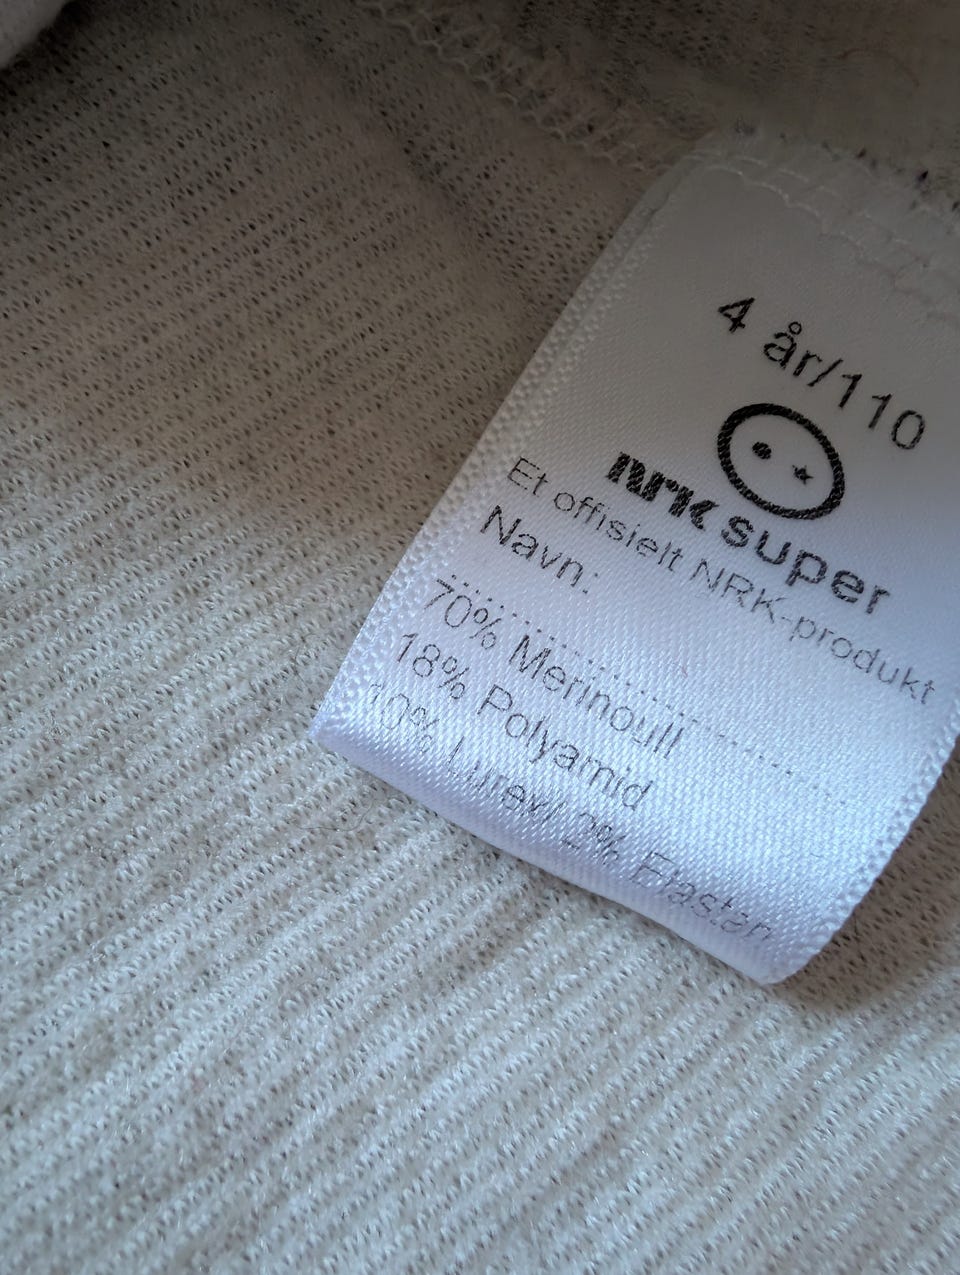 4 år/110
nrk super
Et offisielt NRK-produkt
Navn:
70% Merinoull
18% Polyamid
10% Lurex/ 2% Elastan